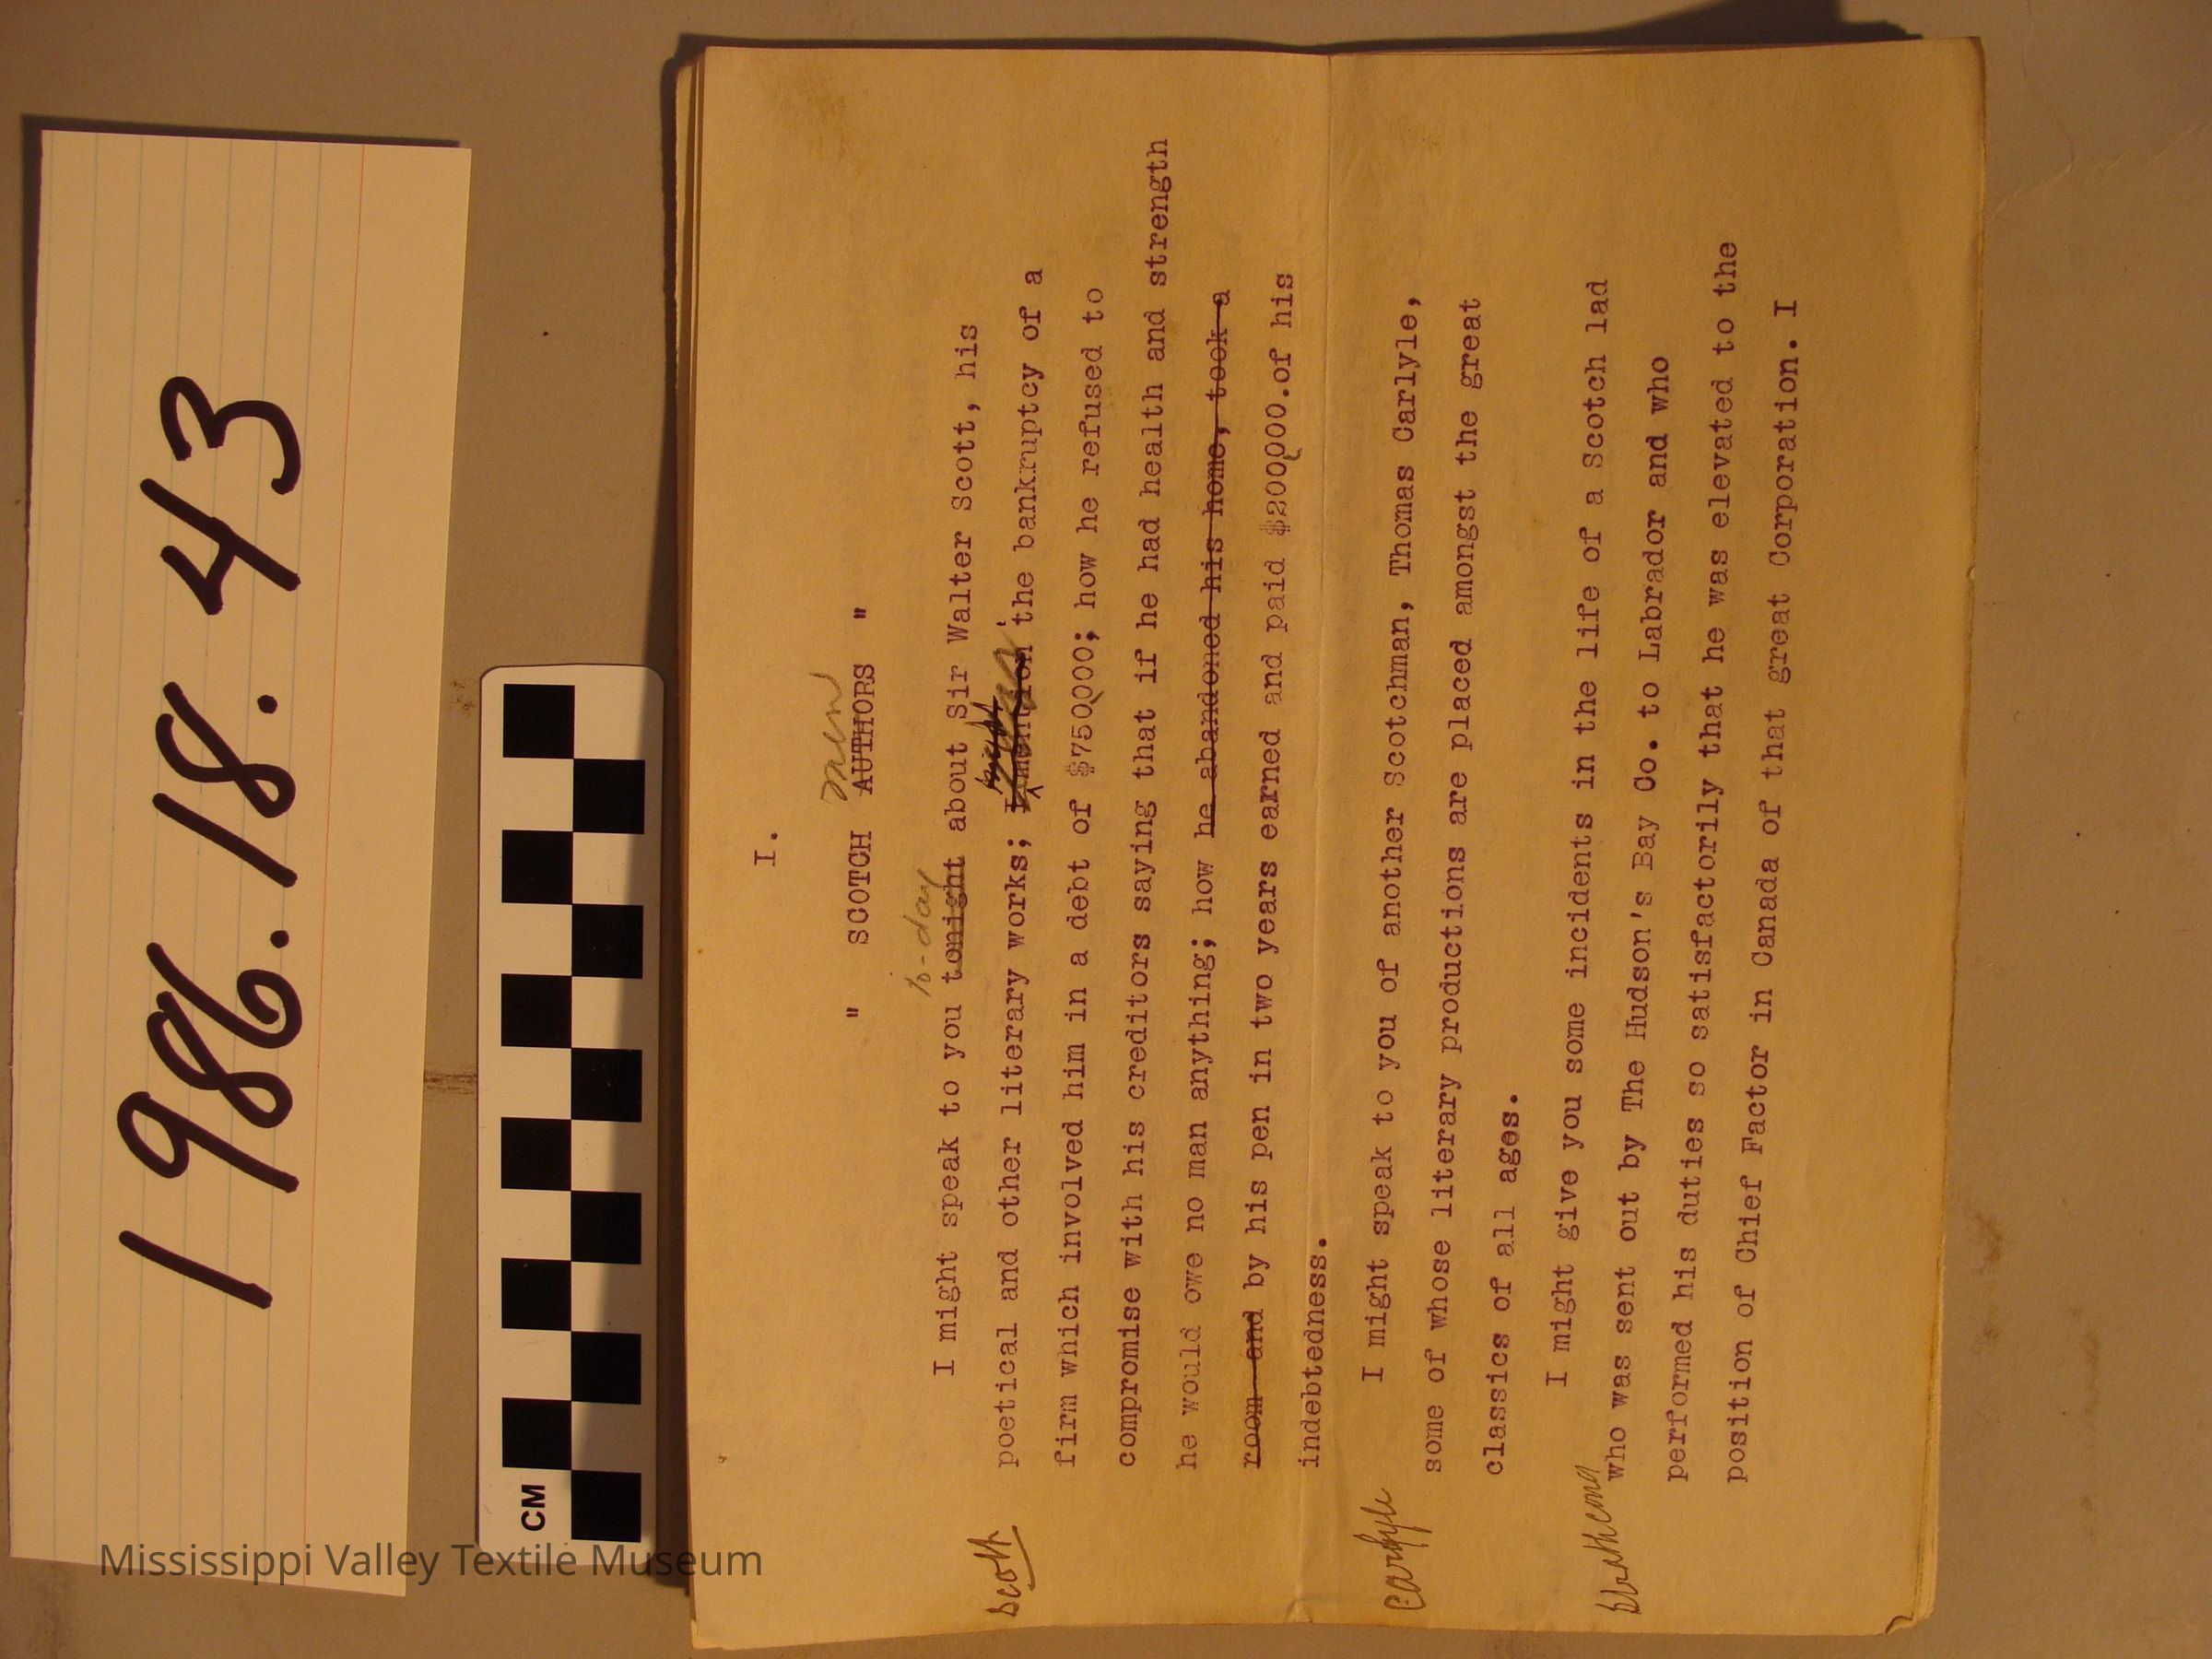 1986.18.43
CM
I.
men
" SCOTCH AUTHORS "
to-day
I might speak to you tonight about Sir Walter Scott, his
Scott
poetical and other literary works; I mention the bankruptcy of a
firm which involved him in a debt of $750,000; how he refused to
compromise with his creditors saying that if he had health and strength
he would owe no man anything; how he abandoned his home, took a
room and by his pen in two years earned and paid $200,000.of his
indebtedness.
Carlyle
I might speak to you of another Scotchman, Thomas Carlyle,
some of whose literary productions are placed amongst the great
classics of all ages.
I might give you some incidents in the life of a Scotch lad
Strathcona
who was sent out by The Hudson's Bay Co. to Labrador and who
performed his duties so satisfactorily that he was elevated to the
position of Chief Factor in Canada of that great Corporation. I
Mississippi Valley Textile Museum